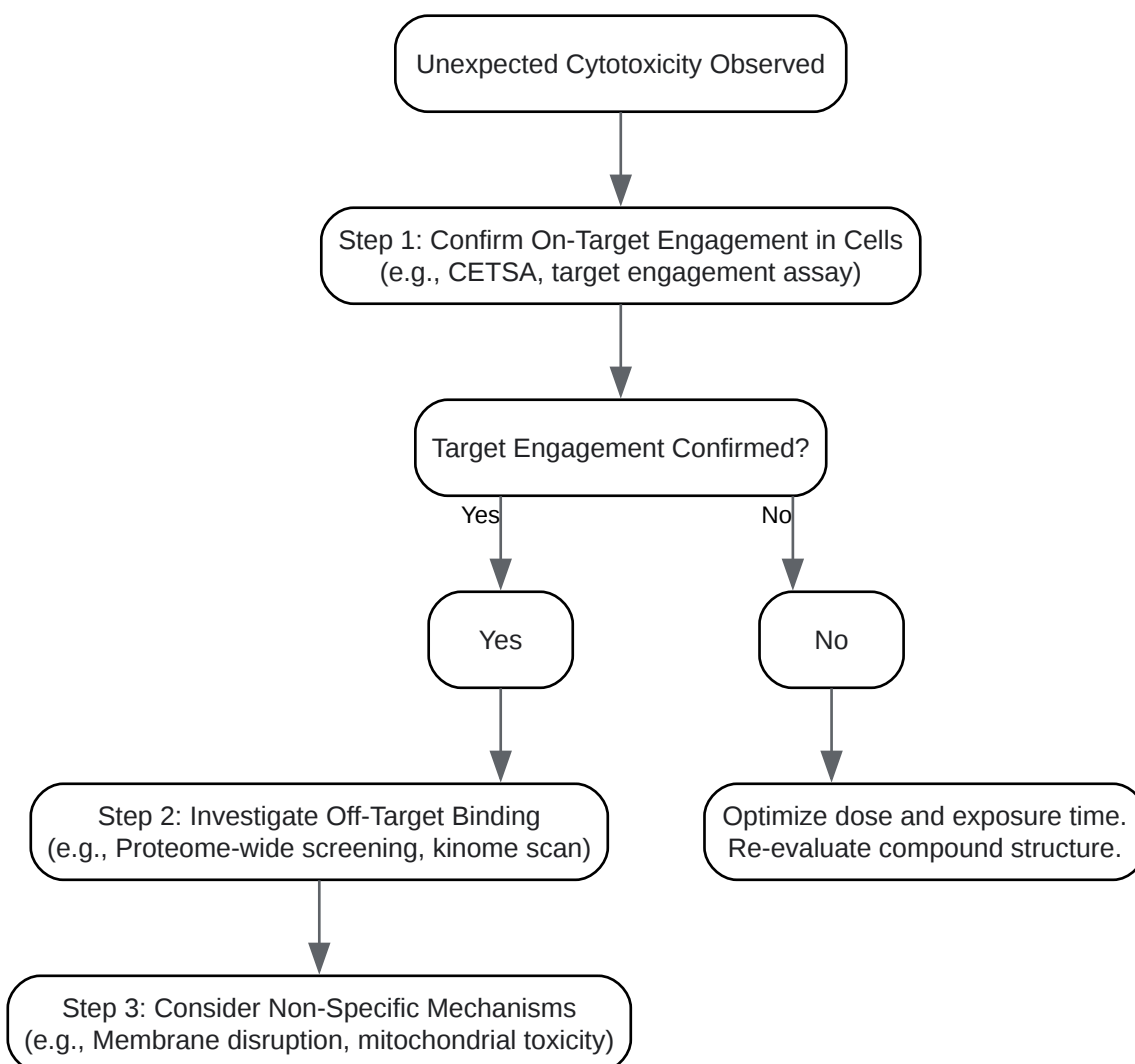 Unexpected Cytotoxicity Observed
Step 1: Confirm On-Target Engagement in Cells
(e.g., CETSA, target engagement assay)
Target Engagement Confirmed?
Yes
No
Yes
No
Step 2: Investigate Off-Target Binding
(e.g., Proteome-wide screening, kinome scan)
Optimize dose and exposure time.
Re-evaluate compound structure.
Step 3: Consider Non-Specific Mechanisms
(e.g., Membrane disruption, mitochondrial toxicity)